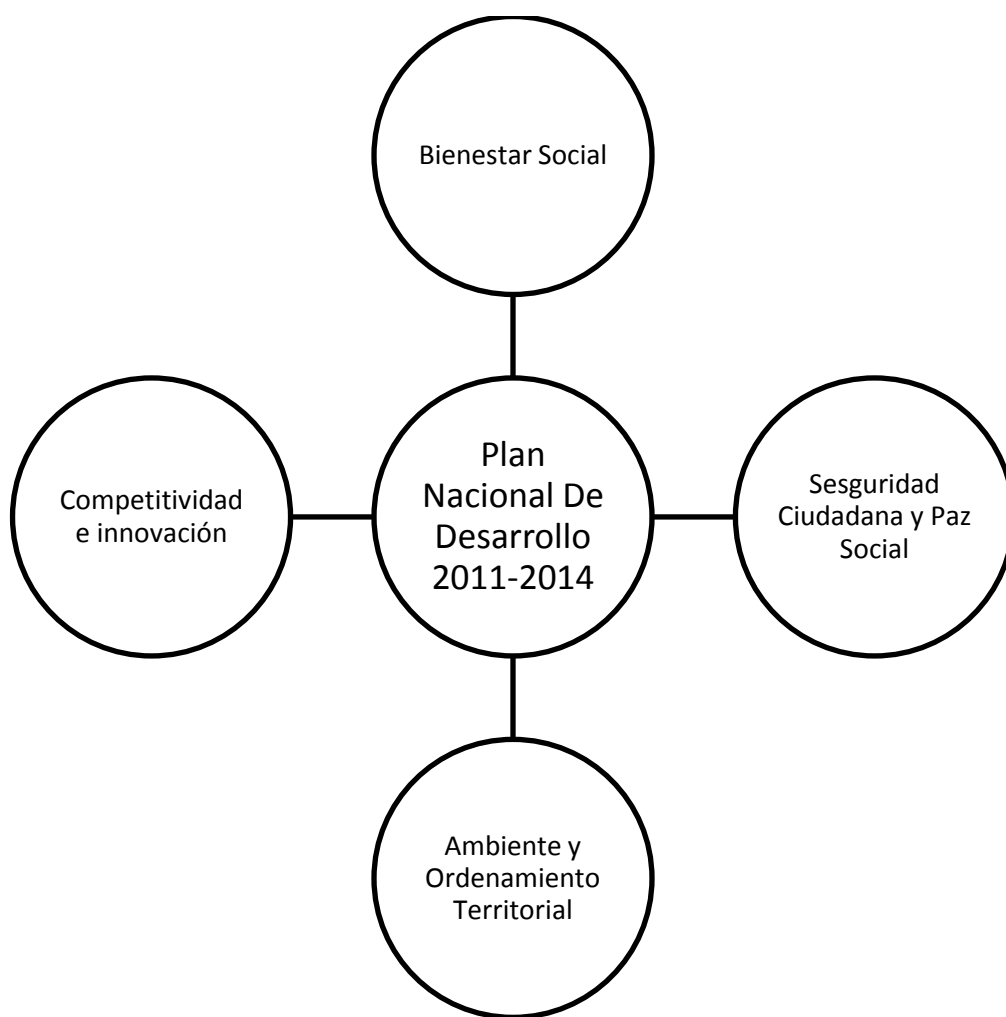 Bienestar Social
Competitividad
e innovación
Plan
Nacional De
Desarrollo
2011-2014
Sesguridad
Ciudadana y Paz
Social
Ambiente y
Ordenamiento
Territorial